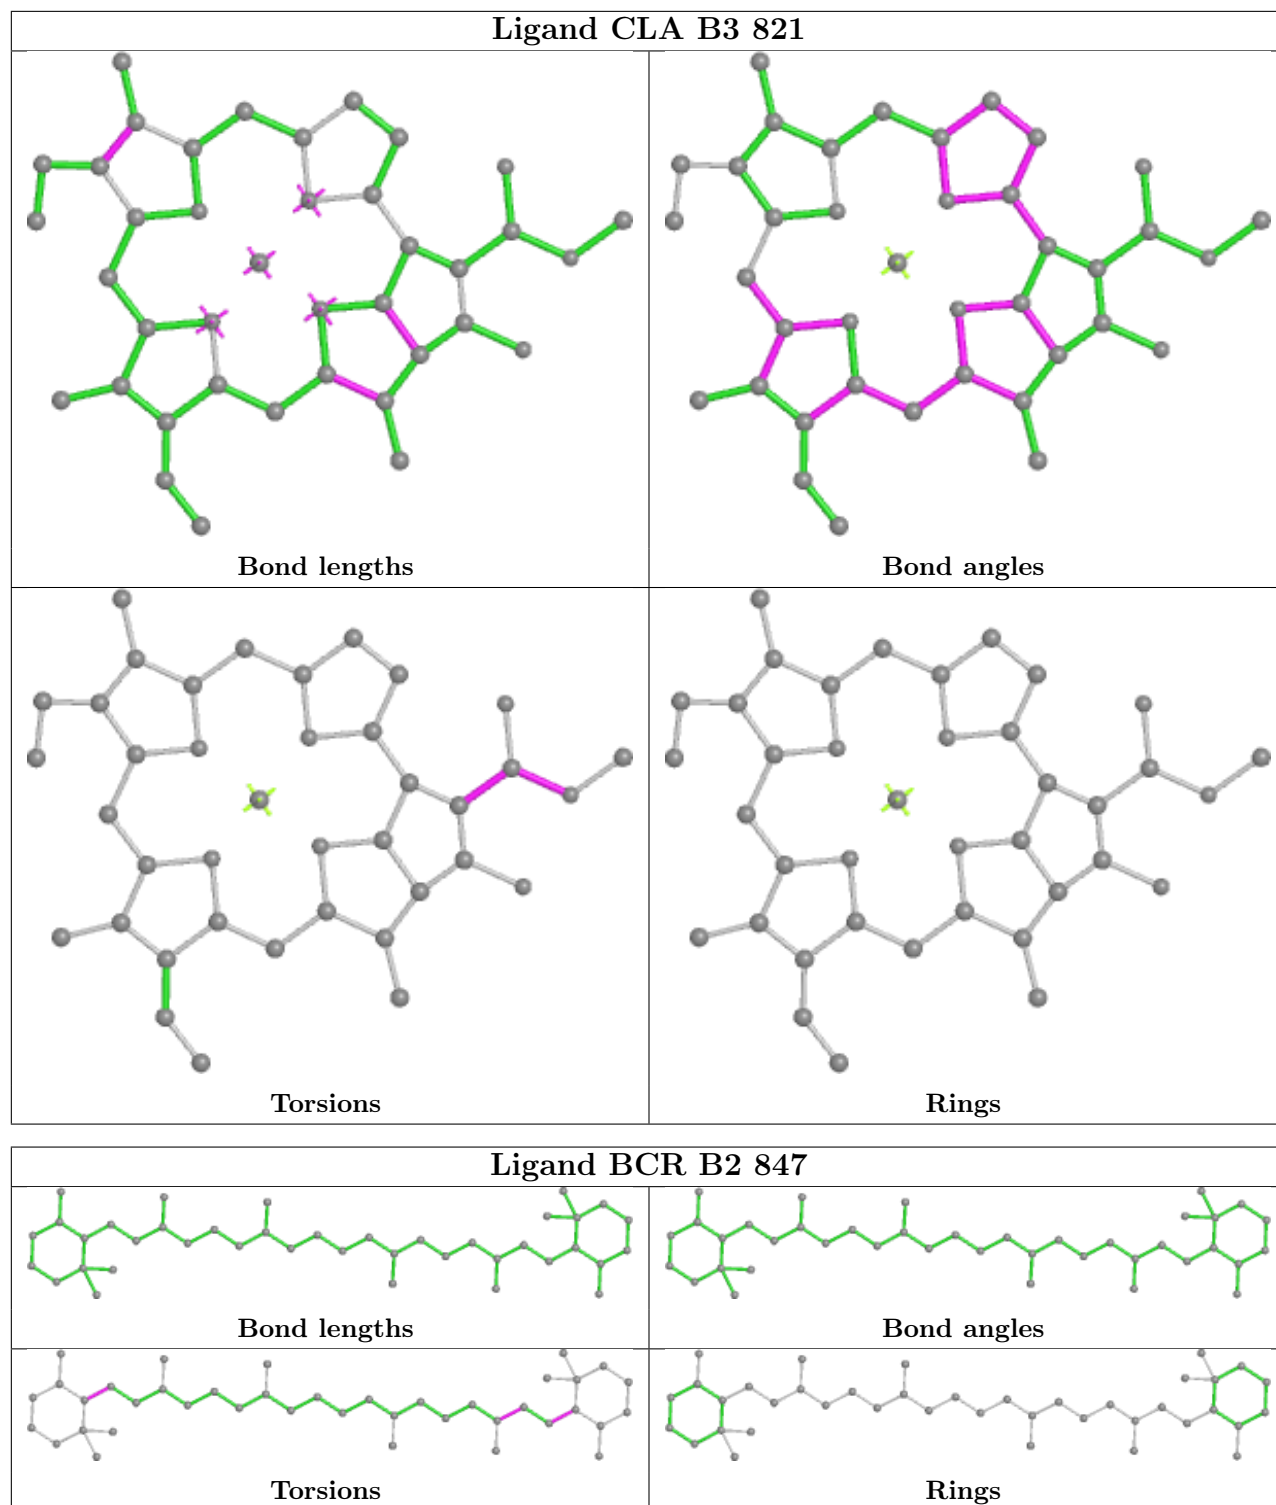 Ligand CLA B3 821
Bond lengths
Bond angles
Torsions
Rings
Ligand BCR B2 847
Bond lengths
Bond angles
Torsions
Rings